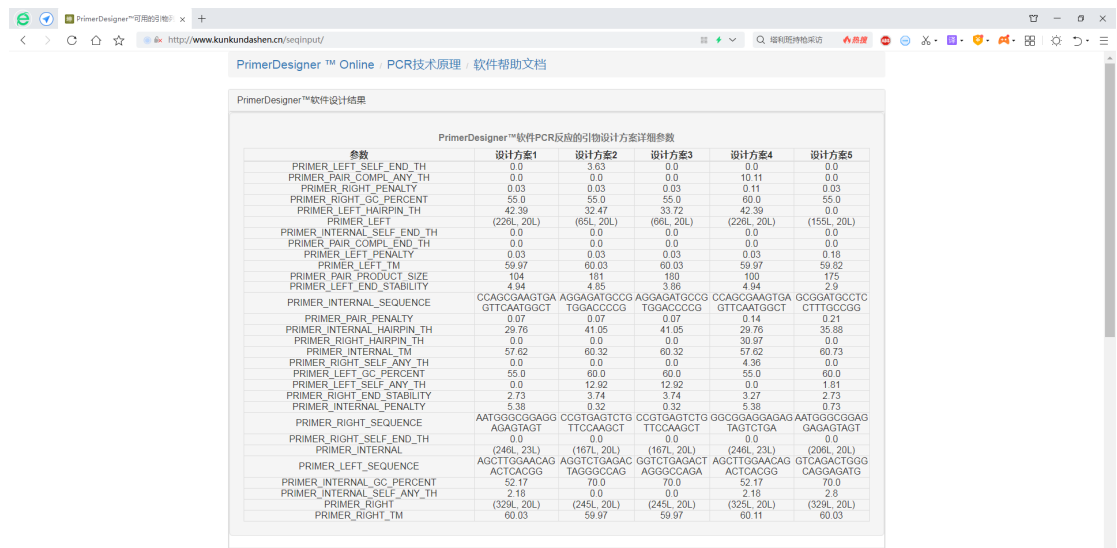 PrimerDesigner™可用的引物
http://www.kunkundashen.cn/seqinput/
塔利班持枪采访
热搜
PrimerDesigner ™ Online / PCR技术原理 / 软件帮助文档
PrimerDesigner™软件设计结果
PrimerDesigner™软件PCR反应的引物设计方案详细参数
参数 设计方案1 设计方案2 设计方案3 设计方案4 设计方案5
PRIMER_LEFT_SELF_END_TH 0.0 3.63 0.0 0.0 0.0
PRIMER_PAIR_COMPL_ANY_TH 0.0 0.0 0.0 10.11 0.0
PRIMER_RIGHT_PENALTY 0.03 0.03 0.03 0.11 0.03
PRIMER_RIGHT_GC_PERCENT 55.0 55.0 55.0 60.0 55.0
PRIMER_LEFT_HAIRPIN_TH 42.39 32.47 33.72 42.39 0.0
PRIMER_LEFT (226L, 20L) (65L, 20L) (66L, 20L) (226L, 20L) (155L, 20L)
PRIMER_INTERNAL_SELF_END_TH 0.0 0.0 0.0 0.0 0.0
PRIMER_PAIR_COMPL_END_TH 0.0 0.0 0.0 0.0 0.0
PRIMER_LEFT_PENALTY 0.03 0.03 0.03 0.03 0.18
PRIMER_LEFT_TM 59.97 60.03 60.03 59.97 59.82
PRIMER_PAIR_PRODUCT_SIZE 104 181 180 100 175
PRIMER_LEFT_END_STABILITY 4.94 4.85 3.86 4.94 2.9
PRIMER_INTERNAL_SEQUENCE CCAGCGAAGTGA AGGAGATGCCG AGGAGATGCCG CCAGCGAAGTGA GCGGATGCCTC
GTTCAATGGCT TGGACCCCG TGGACCCCG GTTCAATGGCT CTTTGCCGG
PRIMER_PAIR_PENALTY 0.07 0.07 0.07 0.14 0.21
PRIMER_INTERNAL_HAIRPIN_TH 29.76 41.05 41.05 29.76 35.88
PRIMER_RIGHT_HAIRPIN_TH 0.0 0.0 0.0 30.97 0.0
PRIMER_INTERNAL_TM 57.62 60.32 60.32 57.62 60.73
PRIMER_RIGHT_SELF_ANY_TH 0.0 0.0 0.0 4.36 0.0
PRIMER_LEFT_GC_PERCENT 55.0 60.0 60.0 55.0 60.0
PRIMER_LEFT_SELF_ANY_TH 0.0 12.92 12.92 0.0 1.81
PRIMER_RIGHT_END_STABILITY 2.73 3.74 3.74 3.27 2.73
PRIMER_INTERNAL_PENALTY 5.38 0.32 0.32 5.38 0.73
PRIMER_RIGHT_SEQUENCE AATGGGCGGAGG CCGTGAGTCTG CCGTGAGTCTG GGCGGAGGAGAG AATGGGCGGAG
AGAGTAGT TTCCAAGCT TTCCAAGCT TAGTCTGA GAGAGTAGT
PRIMER_RIGHT_SELF_END_TH 0.0 0.0 0.0 0.0 0.0
PRIMER_INTERNAL (246L, 23L) (167L, 20L) (167L, 20L) (246L, 23L) (206L, 20L)
PRIMER_LEFT_SEQUENCE AGCTTGGAACAG AGGTCTGAGAC GGTCTGAGACT AGCTTGGAACAG GTCAGACTGGG
ACTCACGG TAGGGCCAG AGGGCCAGA ACTCACGG CAGGAGATG
PRIMER_INTERNAL_GC_PERCENT 52.17 70.0 70.0 52.17 70.0
PRIMER_INTERNAL_SELF_ANY_TH 2.18 0.0 0.0 2.18 2.8
PRIMER_RIGHT (329L, 20L) (245L, 20L) (245L, 20L) (325L, 20L) (329L, 20L)
PRIMER_RIGHT_TM 60.03 59.97 59.97 60.11 60.03